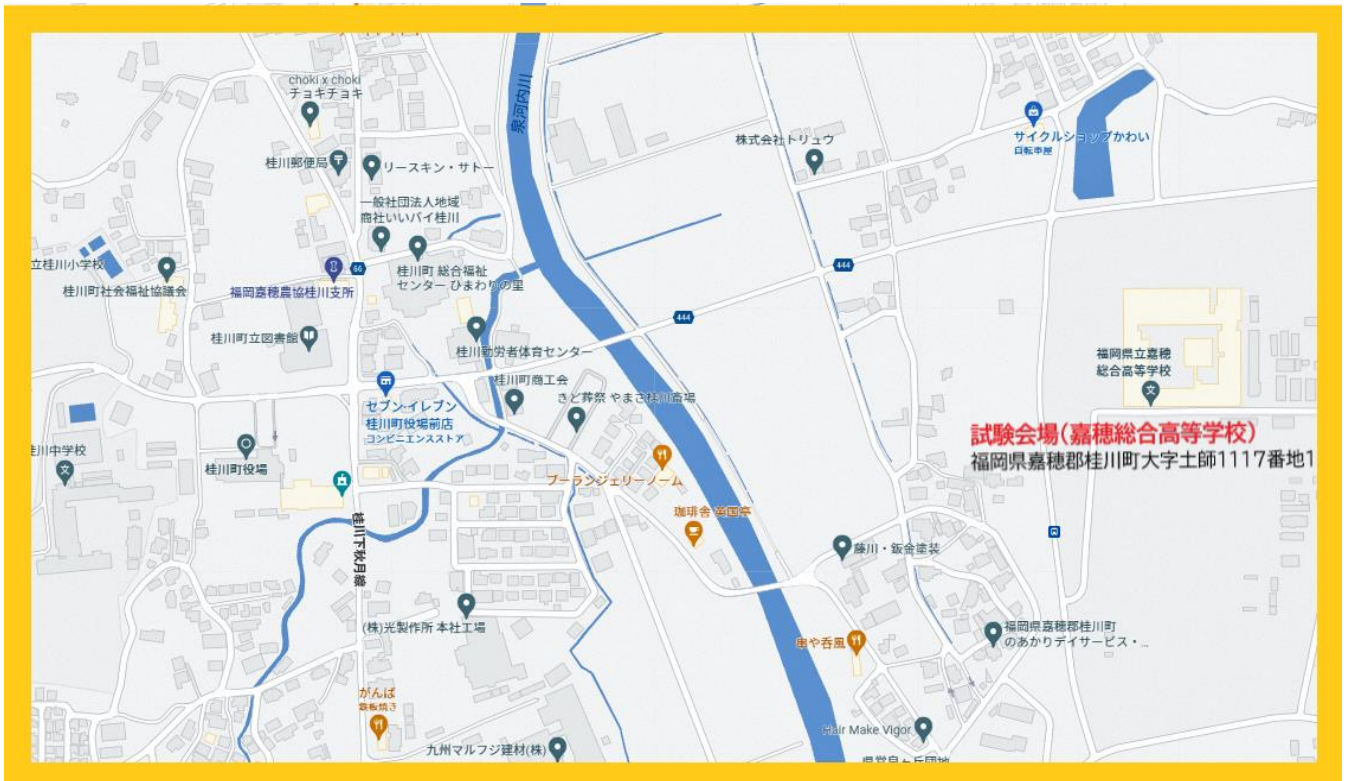 choki x choki
チョキチョキ
桂川郵便局
リースキン・サトー
一般社団法人地域
商社いいバイ桂川
立桂川小学校
桂川町社会福祉協議会
福岡嘉穂農協桂川支所
66
桂川町 総合福祉
センター ひまわりの里
桂川町立図書館
桂川勤労者体育センター
泉河内川
株式会社トリュウ
サイクルショップかわい
自転車屋
444
444
セブン-イレブン
桂川町役場前店
コンビニエンスストア
桂川町商工会
きど葬祭 やまさ桂川斎場
福岡県立嘉穂
総合高等学校
試験会場(嘉穂総合高等学校)
福岡県嘉穂郡桂川町大字土師1117番地1
桂川中学校
桂川町役場
ブーランジェリーノーム
珈琲舎 英国亭
桂川下秋月線
藤川・鈑金塗装
(株)光製作所 本社工場
串や呑風
福岡県嘉穂郡桂川町
のあかりデイサービス・...
がんば
鉄板焼き
九州マルフジ建材(株)
Hair Make Vigor